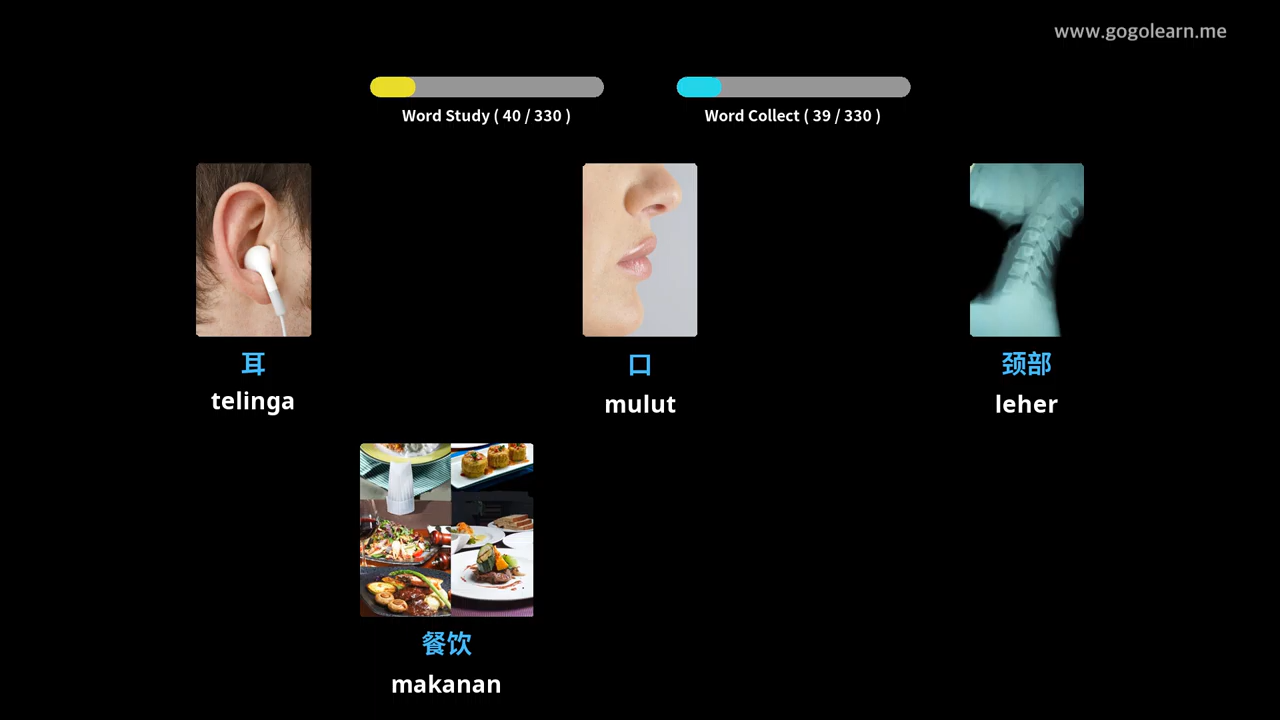 www.gogolearn.me
Word Study ( 40 / 330 )
Word Collect ( 39 / 330 )
耳
telinga
口
mulut
颈部
leher
餐饮
makanan